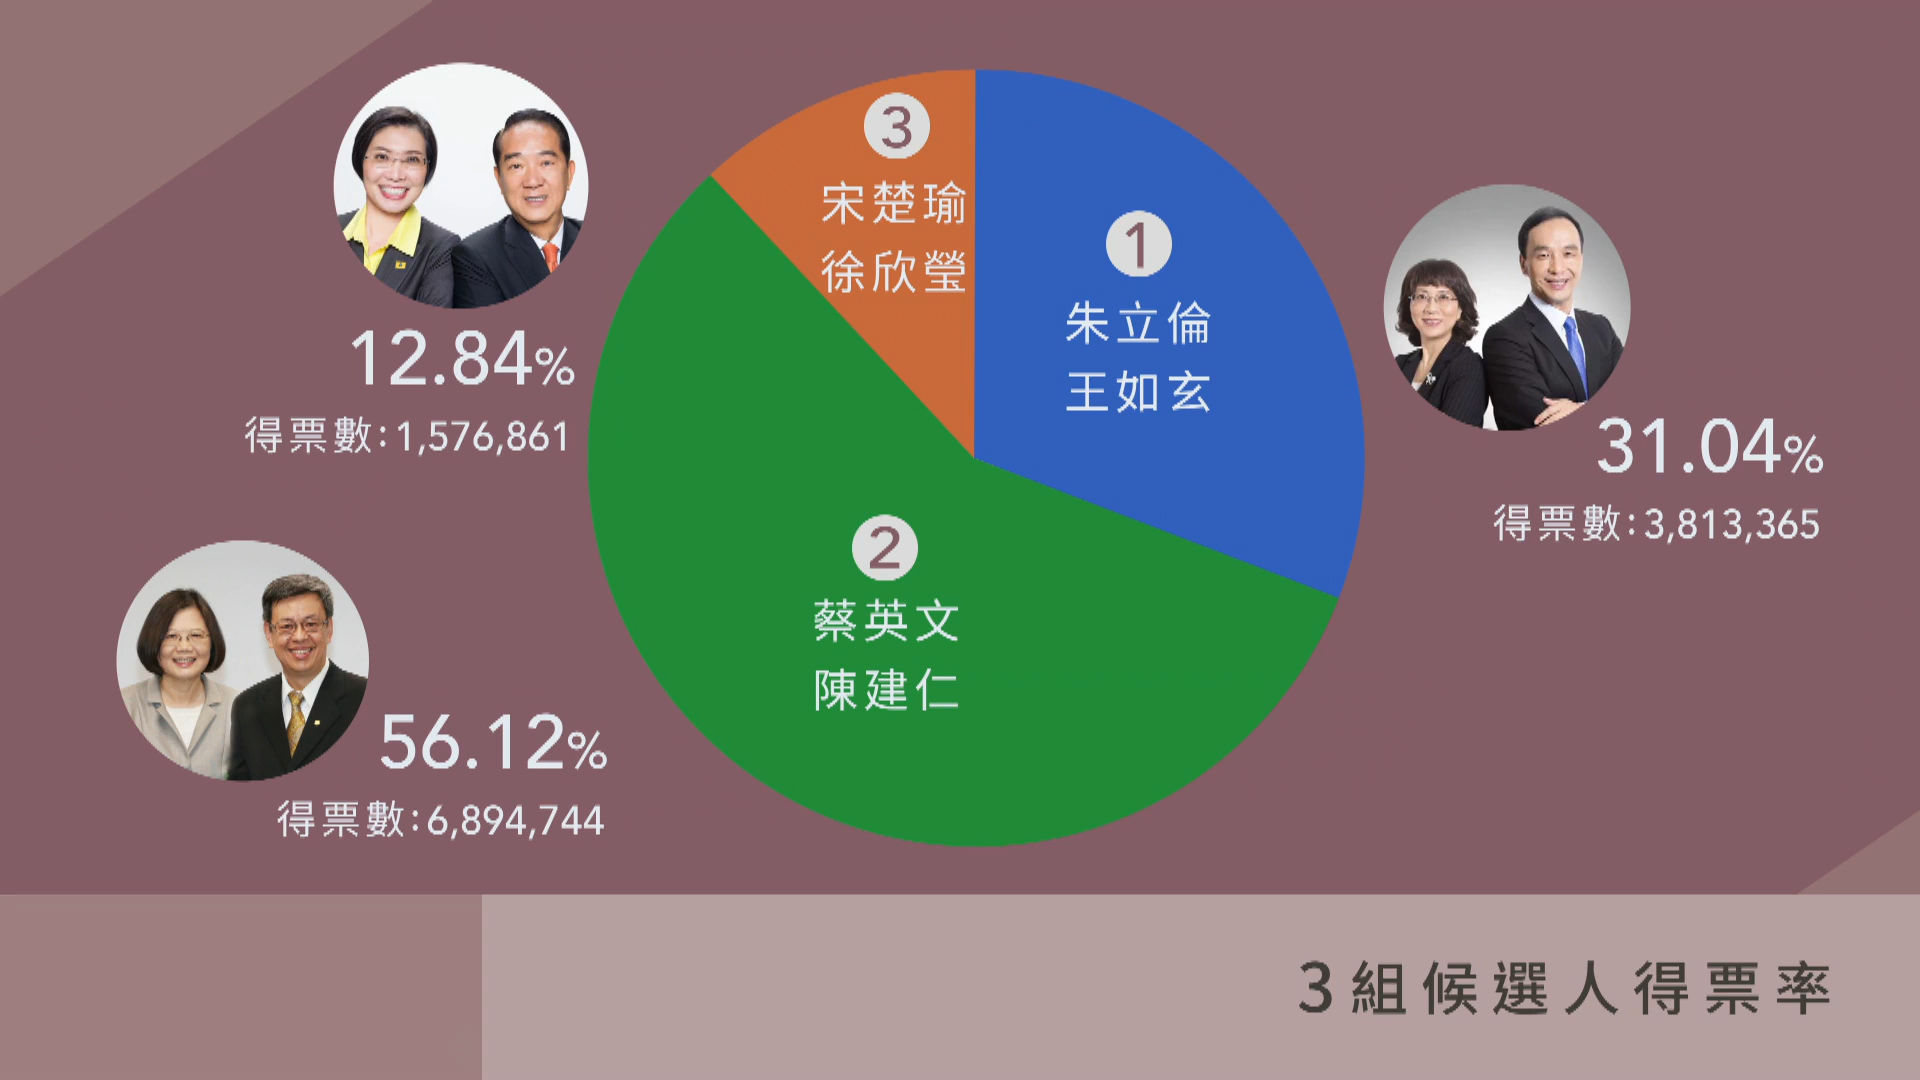 3
宋楚瑜
徐欣瑩
12.84%
得票數:1,576,861
1
朱立倫
王如玄
31.04%
得票數:3,813,365
2
蔡英文
陳建仁
56.12%
得票數:6,894,744
3組候選人得票率